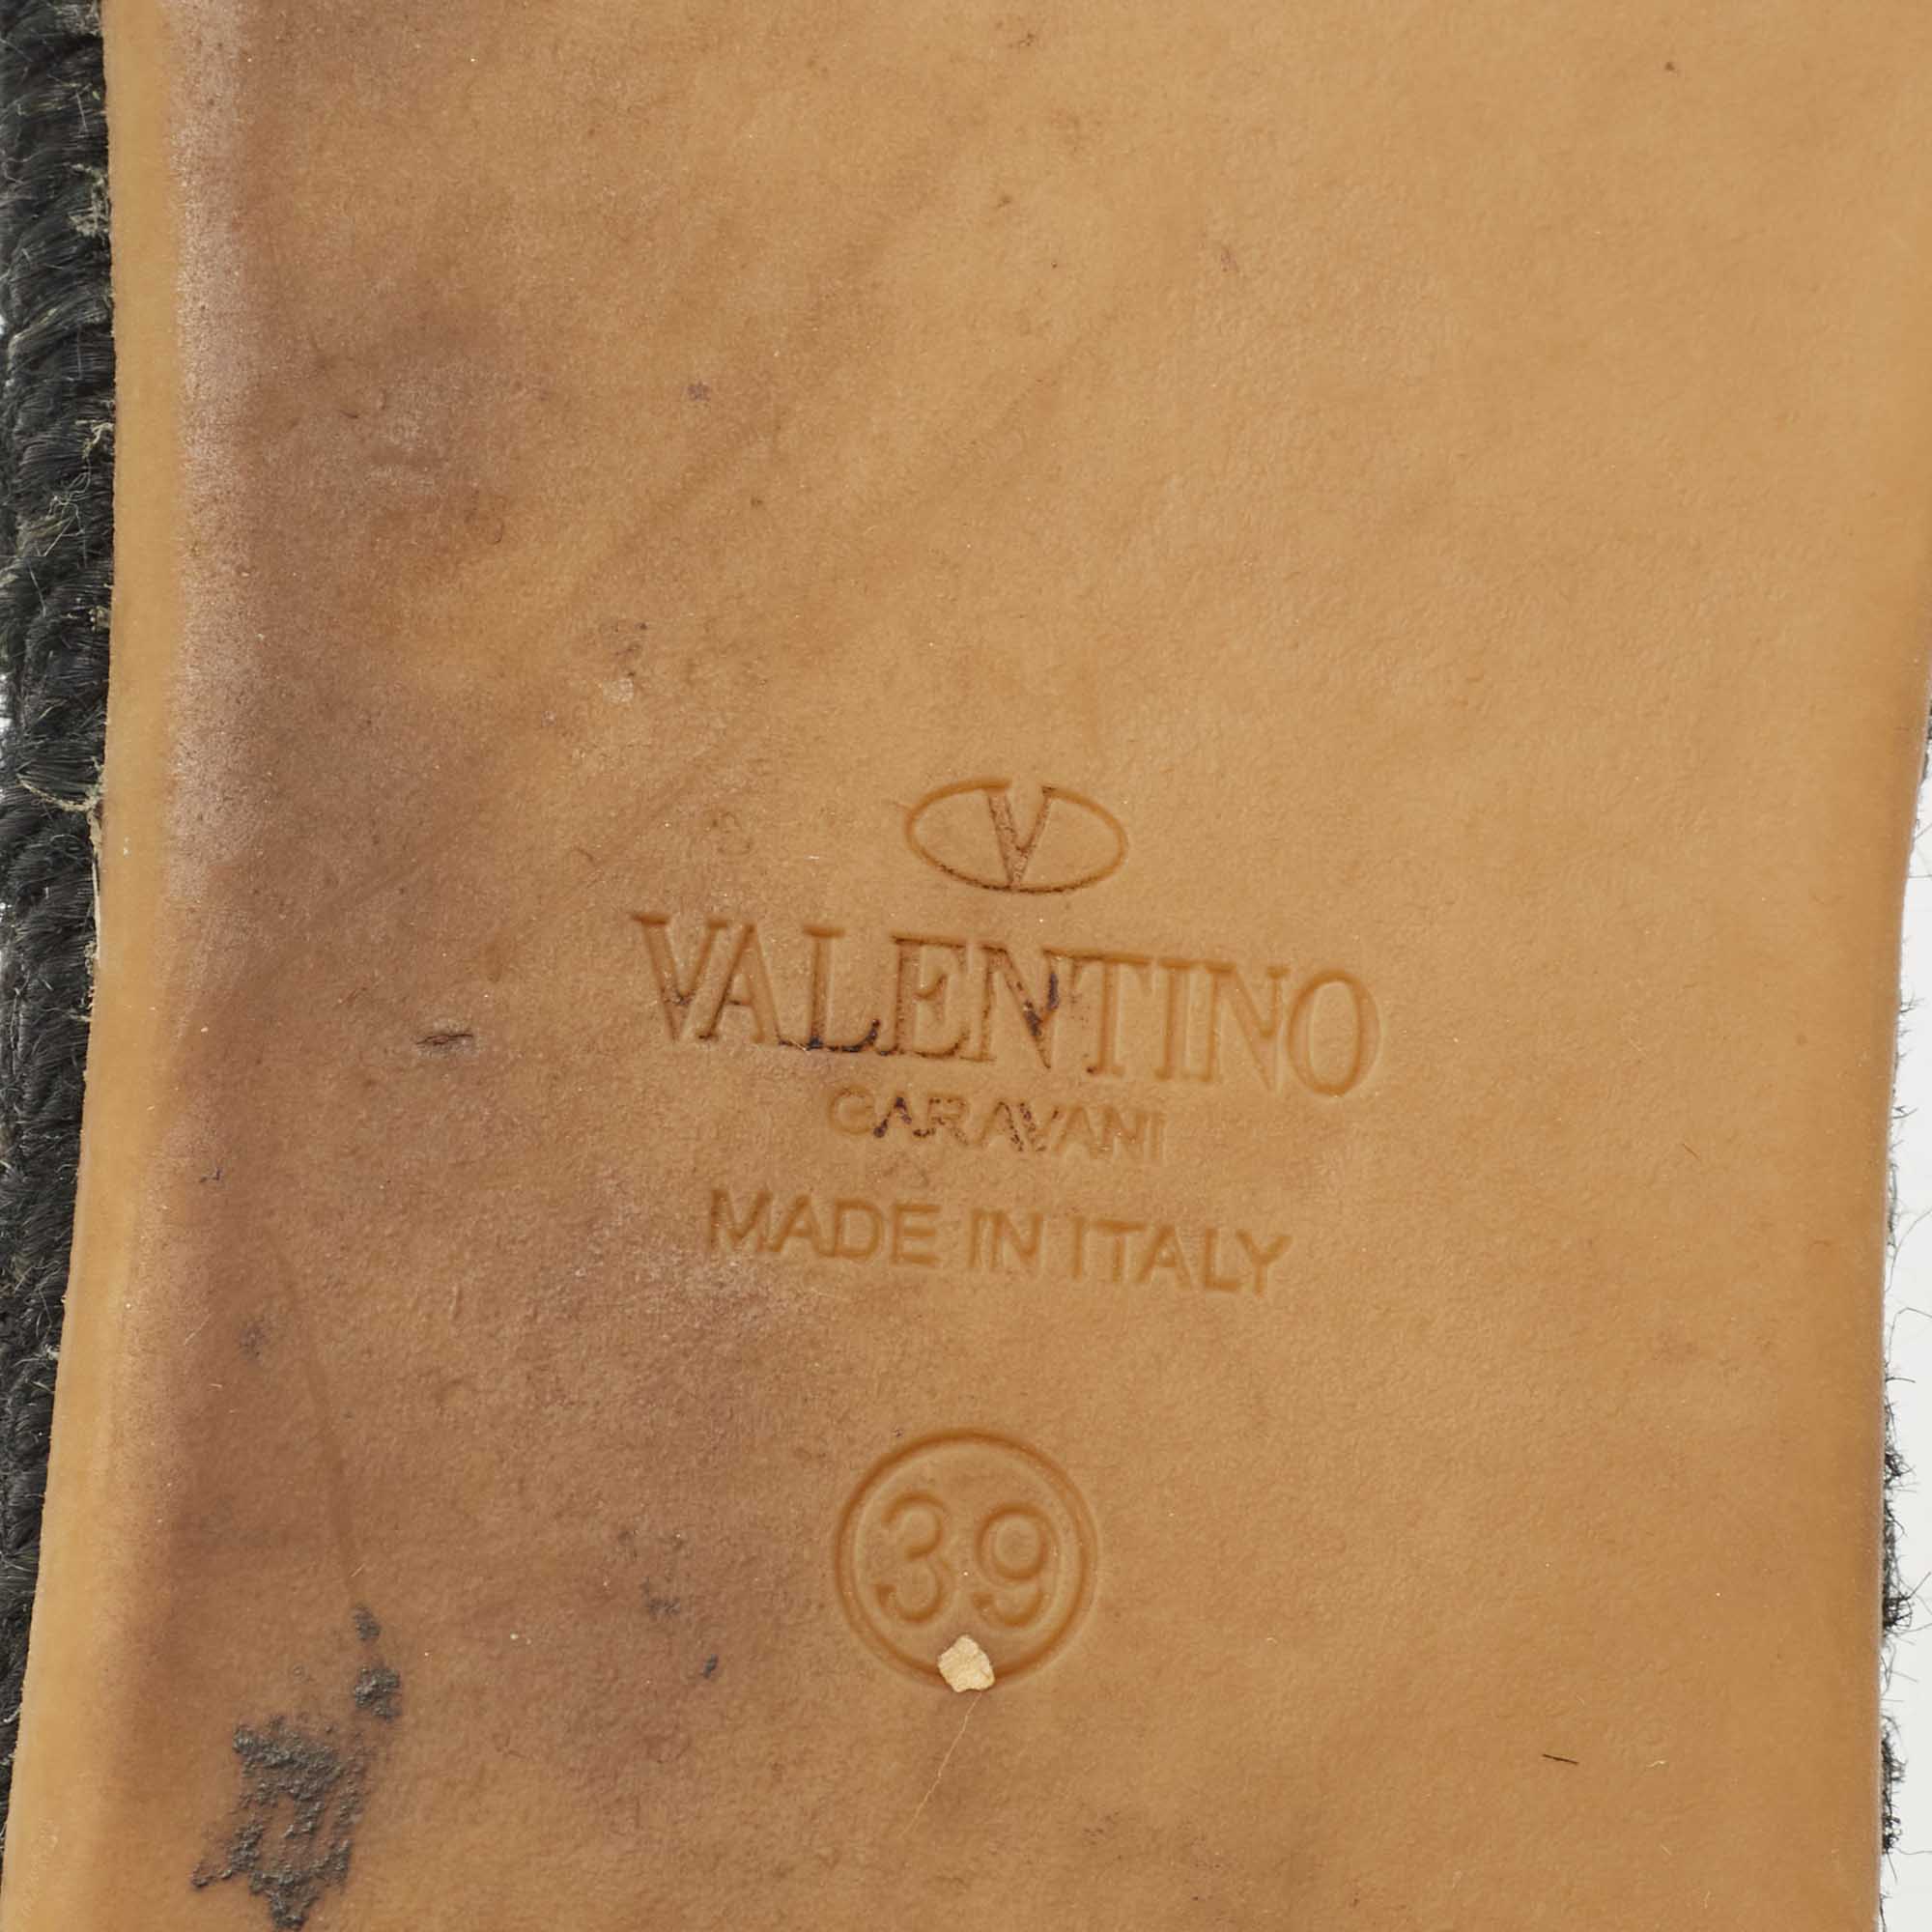 V
VALENTINO
GARAVANI
MADE IN ITALY
39